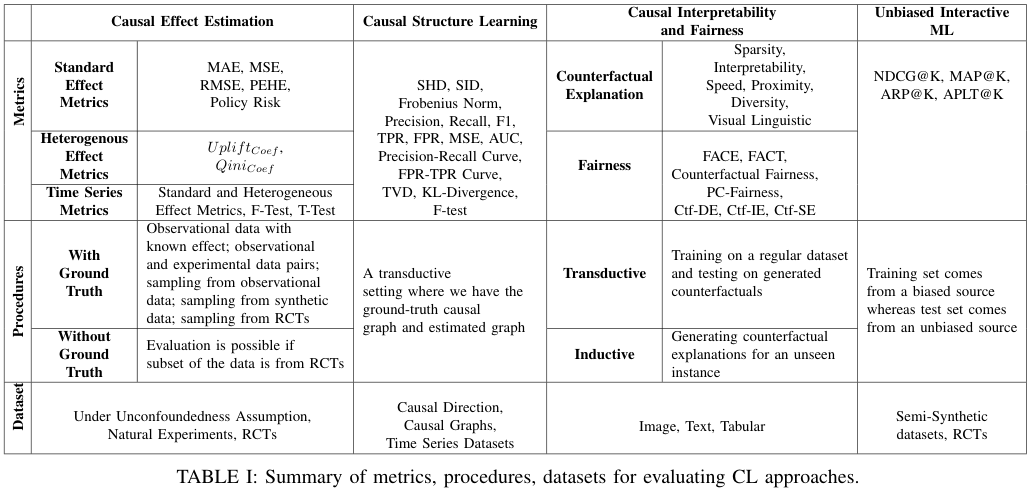 Causal Effect Estimation
Causal Structure Learning
Causal Interpretability
and Fairness
Unbiased Interactive
ML
Metrics
Standard
Effect
Metrics
MAE, MSE,
RMSE, PEHE,
Policy Risk
Heterogenous
Effect
Metrics
Uplift_{Coef},
Qini_{Coef}
Time Series
Metrics
Standard and Heterogeneous
Effect Metrics, F-Test, T-Test
SHD, SID,
Frobenius Norm,
Precision, Recall, F1,
TPR, FPR, MSE, AUC,
Precision-Recall Curve,
FPR-TPR Curve,
TVD, KL-Divergence,
F-test
Counterfactual
Explanation
Sparsity,
Interpretability,
Speed, Proximity,
Diversity,
Visual Linguistic
Fairness
FACE, FACT,
Counterfactual Fairness,
PC-Fairness,
Ctf-DE, Ctf-IE, Ctf-SE
NDCG@K, MAP@K,
ARP@K, APLT@K
Procedures
With
Ground
Truth
Observational data with
known effect; observational
and experimental data pairs;
sampling from observational
data; sampling from synthetic
data; sampling from RCTs
Without
Ground
Truth
Evaluation is possible if
subset of the data is from RCTs
A transductive
setting where we have the
ground-truth causal
graph and estimated graph
Transductive
Training on a regular dataset
and testing on generated
counterfactuals
Inductive
Generating counterfactual
explanations for an unseen
instance
Training set comes
from a biased source
whereas test set comes
from an unbiased source
Dataset
Under Unconfoundedness Assumption,
Natural Experiments, RCTs
Causal Direction,
Causal Graphs,
Time Series Datasets
Image, Text, Tabular
Semi-Synthetic
datasets, RCTs
TABLE I: Summary of metrics, procedures, datasets for evaluating CL approaches.